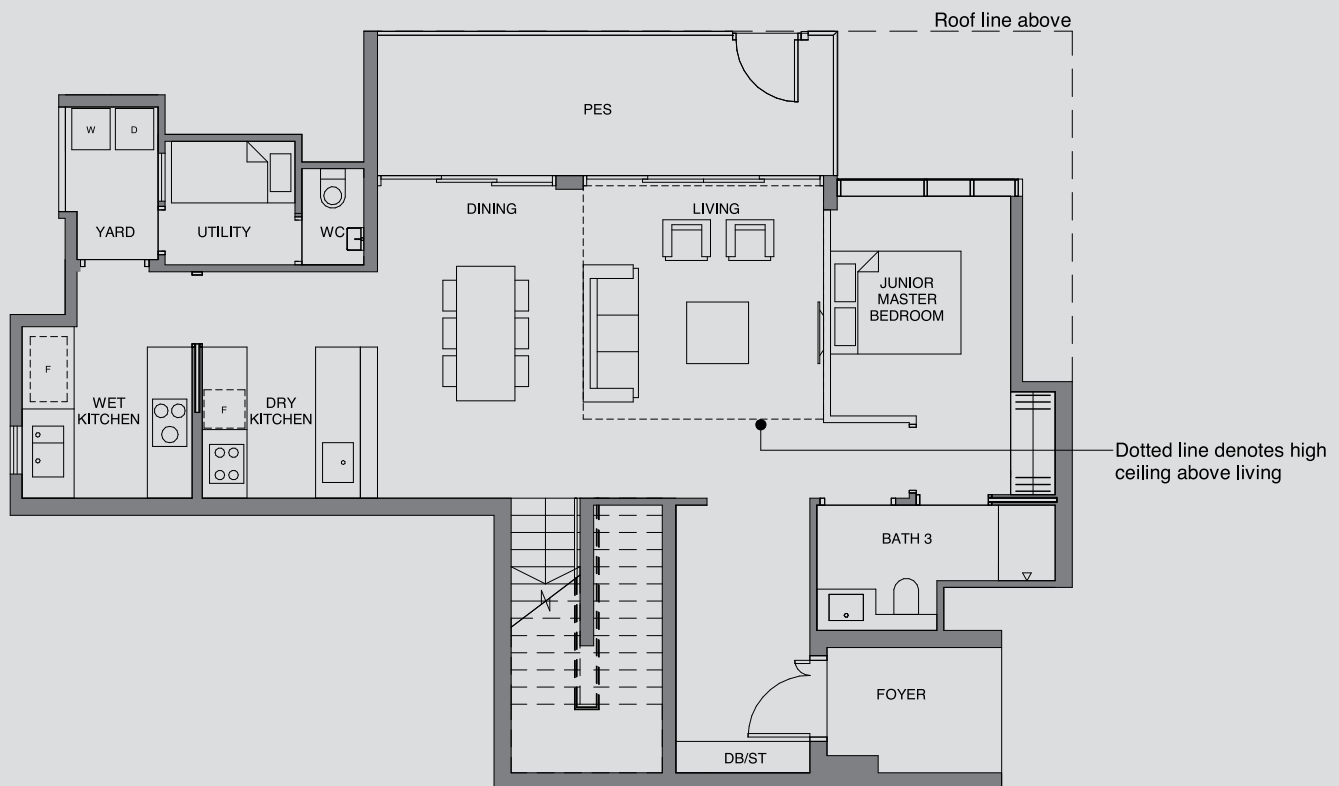 Roof line above
PES
W
D
DINING
LIVING
YARD
UTILITY
WC
JUNIOR
MASTER
BEDROOM
F
F
WET
KITCHEN
DRY
KITCHEN
Dotted line denotes high
ceiling above living
BATH 3
FOYER
DB/ST